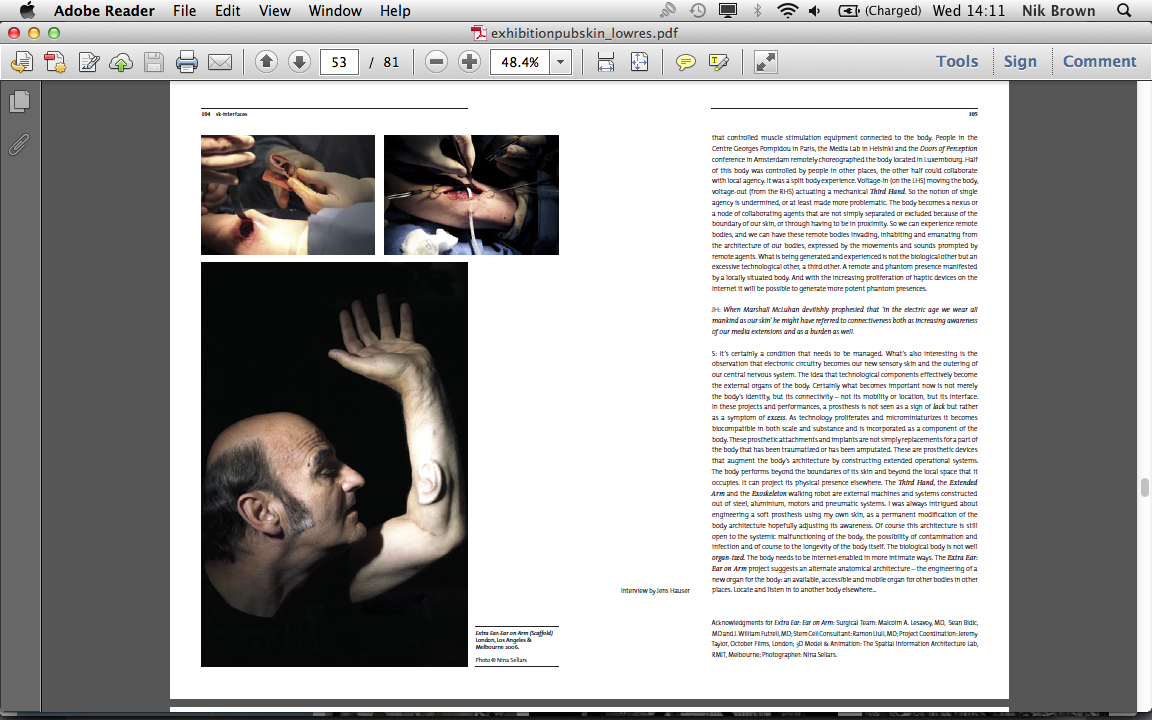 Adobe Reader File Edit View Window Help (Charged) Wed 14:11 Nik Brown
exhibitionpubskin_lowres.pdf
53 / 81 48.4% Tools Sign Comment
104 sk-interfaces
105
that controlled muscle stimulation equipment connected to the body. People in the
Centre Georges Pompidou in Paris, the Media Lab in Helsinki and the Doors of Perception
conference in Amsterdam remotely choreographed the body located in Luxembourg. Half
of this body was controlled by people in other places, the other half could collaborate
with local agency. It was a split body experience. Voltage-in (on the LHS) moving the body,
voltage-out (from the RHS) actuating a mechanical Third Hand. So the notion of single
agency is undermined, or at least made more problematic. The body becomes a nexus or
a node of collaborating agents that are not simply separated or excluded because of the
boundary of our skin, or through having to be in proximity. So we can experience remote
bodies, and we can have these remote bodies invading, inhabiting and emanating from
the architecture of our bodies, expressed by the movements and sounds prompted by
remote agents. What is being generated and experienced is not the biological other but an
excessive technological other, a third other. A remote and phantom presence manifested
by a locally situated body. And with the increasing proliferation of haptic devices on the
Internet it will be possible to generate more potent phantom presences.
JH: When Marshall McLuhan devilishly prophesied that 'in the electric age we wear all
mankind as our skin' he might have referred to connectiveness both as increasing awareness
of our media extensions and as a burden as well.
S: It's certainly a condition that needs to be managed. What's also interesting is the
observation that electronic circuitry becomes our new sensory skin and the outering of
our central nervous system. The idea that technological components effectively become
the external organs of the body. Certainly what becomes important now is not merely
the body's identity, but its connectivity – not its mobility or location, but its interface.
In these projects and performances, a prosthesis is not seen as a sign of lack but rather
as a symptom of excess. As technology proliferates and microminiaturizes it becomes
biocompatible in both scale and substance and is incorporated as a component of the
body. These prosthetic attachments and implants are not simply replacements for a part of
the body that has been traumatized or has been amputated. These are prosthetic devices
that augment the body's architecture by constructing extended operational systems.
The body performs beyond the boundaries of its skin and beyond the local space that it
occupies. It can project its physical presence elsewhere. The Third Hand, the Extended
Arm and the Exoskeleton walking robot are external machines and systems constructed
out of steel, aluminium, motors and pneumatic systems. I was always intrigued about
engineering a soft prosthesis using my own skin, as a permanent modification of the
body architecture hopefully adjusting its awareness. Of course this architecture is still
open to the systemic malfunctioning of the body, the possibility of contamination and
infection and of course to the longevity of the body itself. The biological body is not well
organ-ized. The body needs to be Internet-enabled in more intimate ways. The Extra Ear:
Ear on Arm project suggests an alternate anatomical architecture – the engineering of a
new organ for the body: an available, accessible and mobile organ for other bodies in other
places. Locate and listen in to another body elsewhere...
Interview by Jens Hauser
Acknowledgments for Extra Ear: Ear on Arm: Surgical Team: Malcolm A. Lesavoy, MD, Sean Bidic,
MD and J. William Futrell, MD; Stem Cell Consultant: Ramon Llull, MD; Project Coordination: Jeremy
Taylor, October Films, London; 3D Model & Animation: The Spatial Information Architecture Lab,
RMIT, Melbourne; Photographer: Nina Sellars.
Extra Ear: Ear on Arm (Scaffold)
London, Los Angeles &
Melbourne 2006.
Photo © Nina Sellars